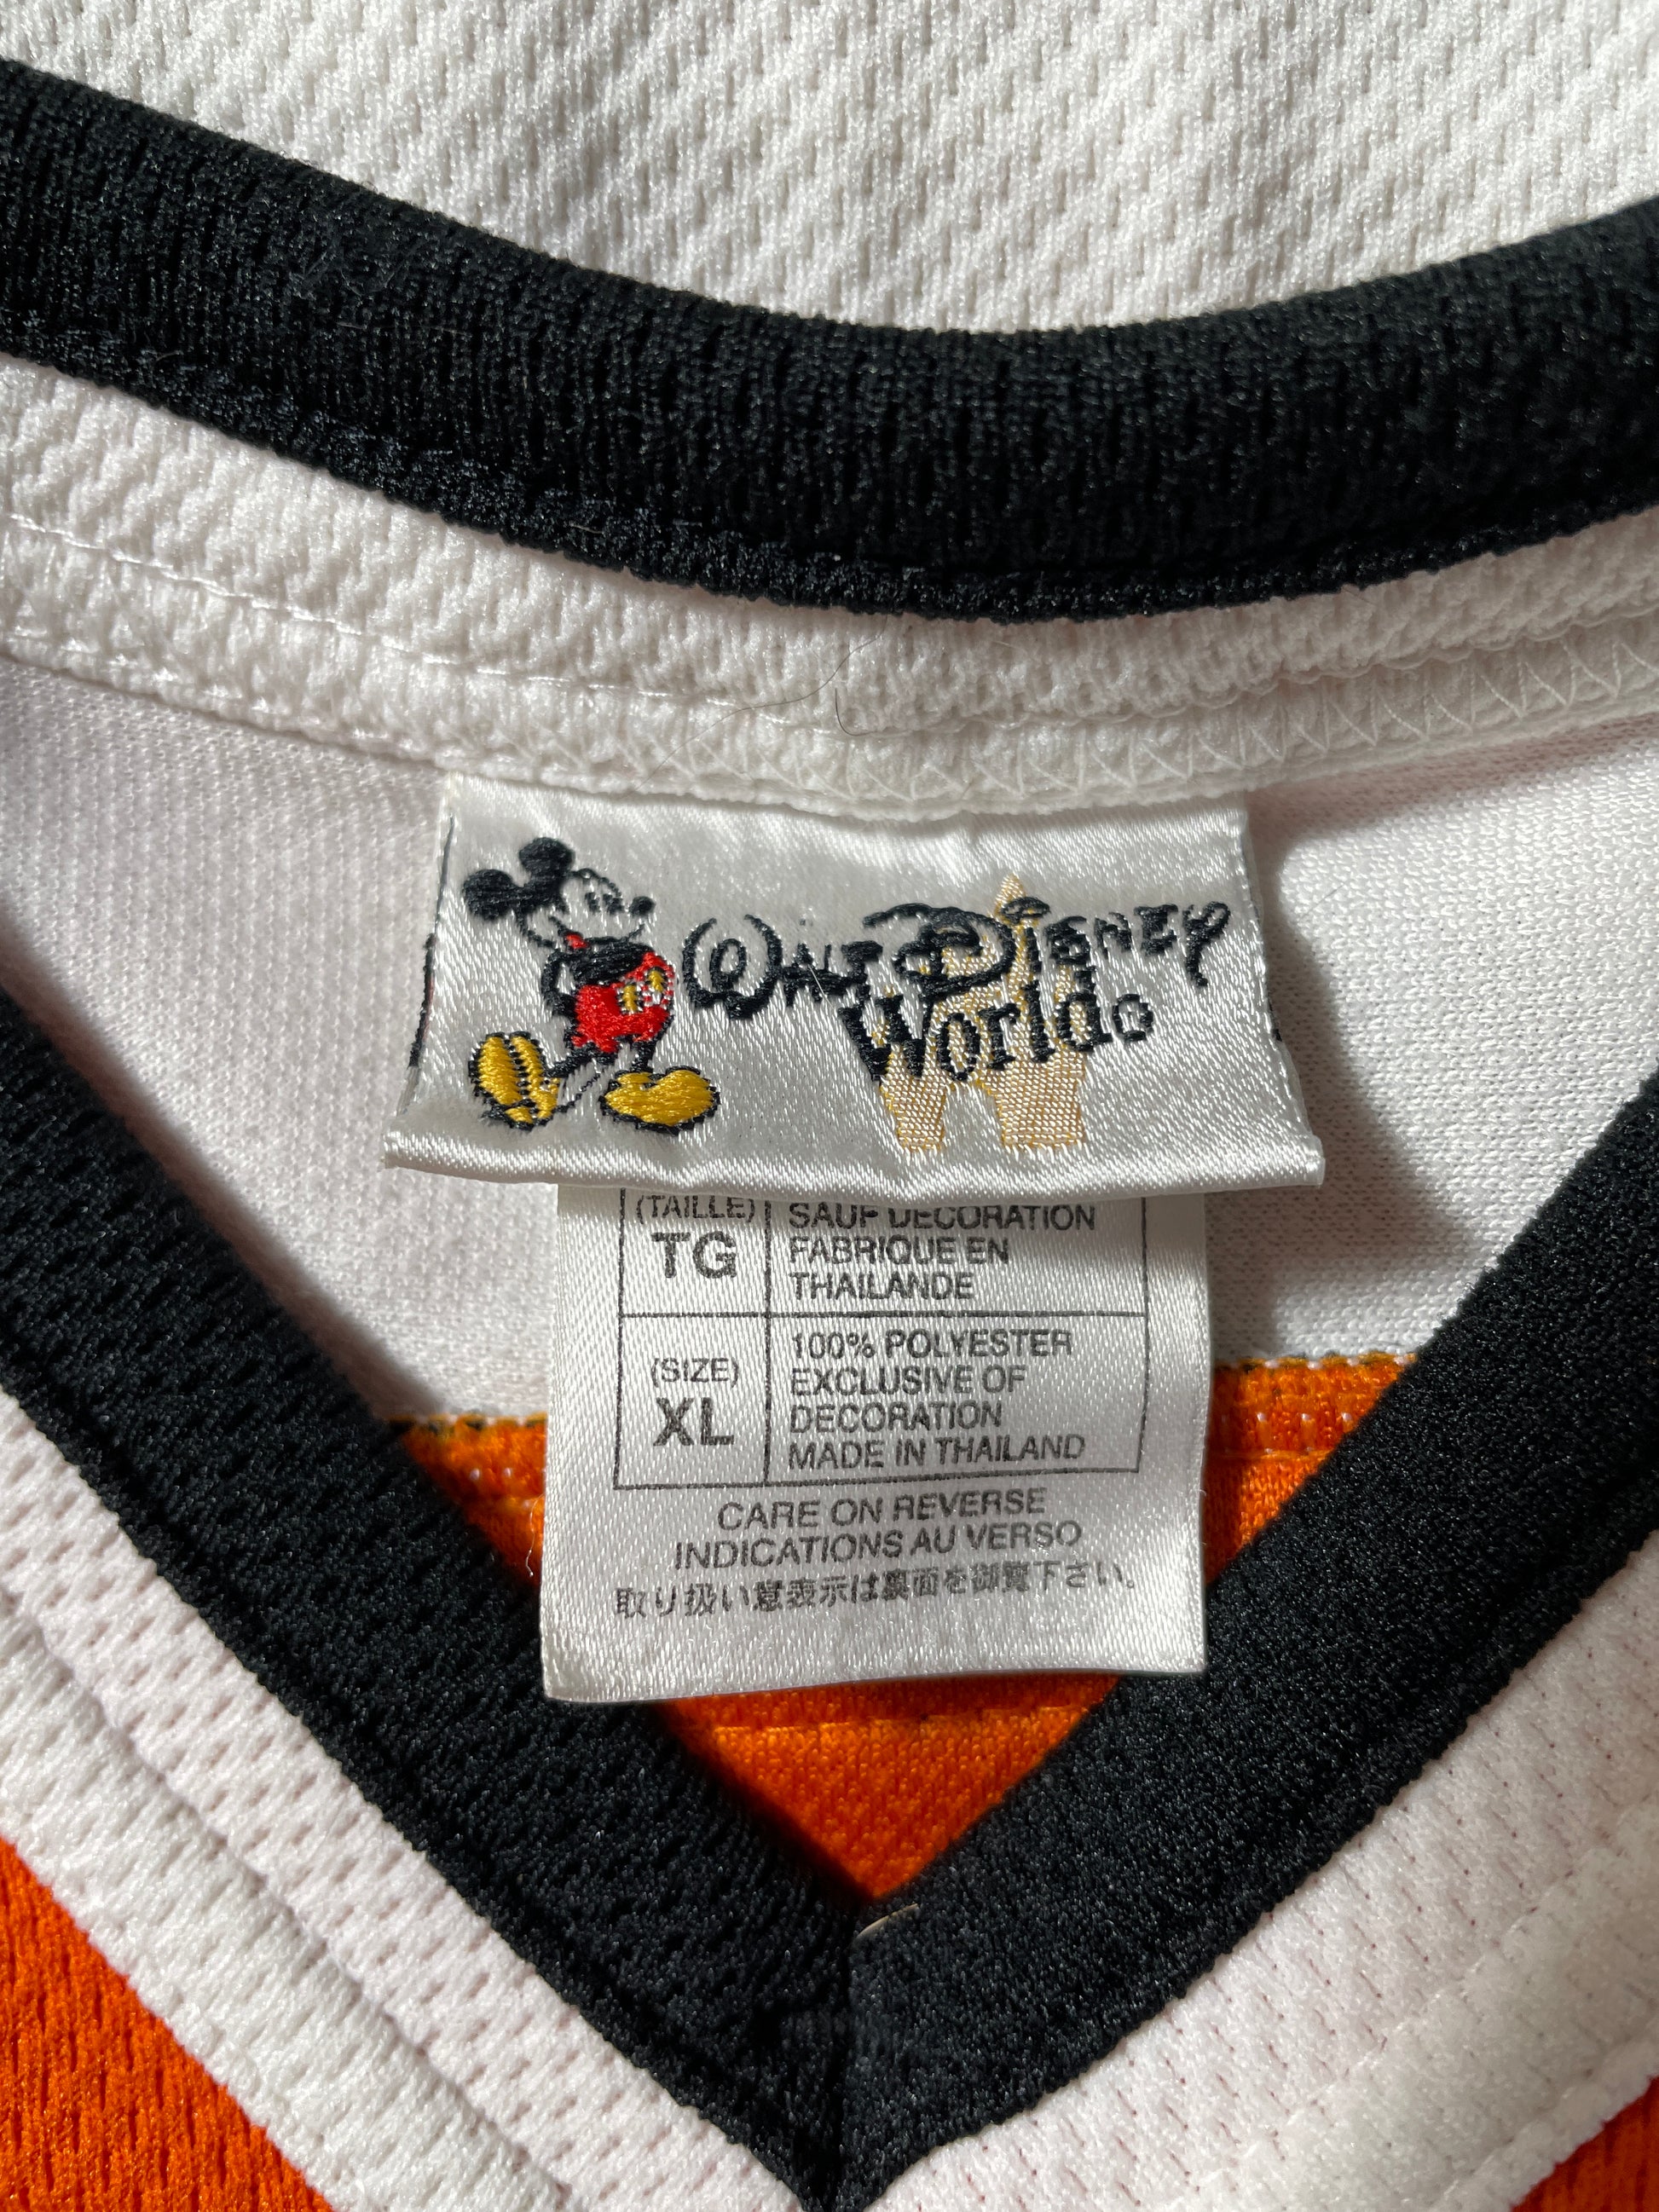 WALT DISNEY
World®
(TAILLE)
TG
SAUF DECORATION
FABRIQUE EN
THAILANDE
(SIZE)
XL
100% POLYESTER
EXCLUSIVE OF
DECORATION
MADE IN THAILAND
CARE ON REVERSE
INDICATIONS AU VERSO
取り扱い意表示は裏面を御覧下さい。